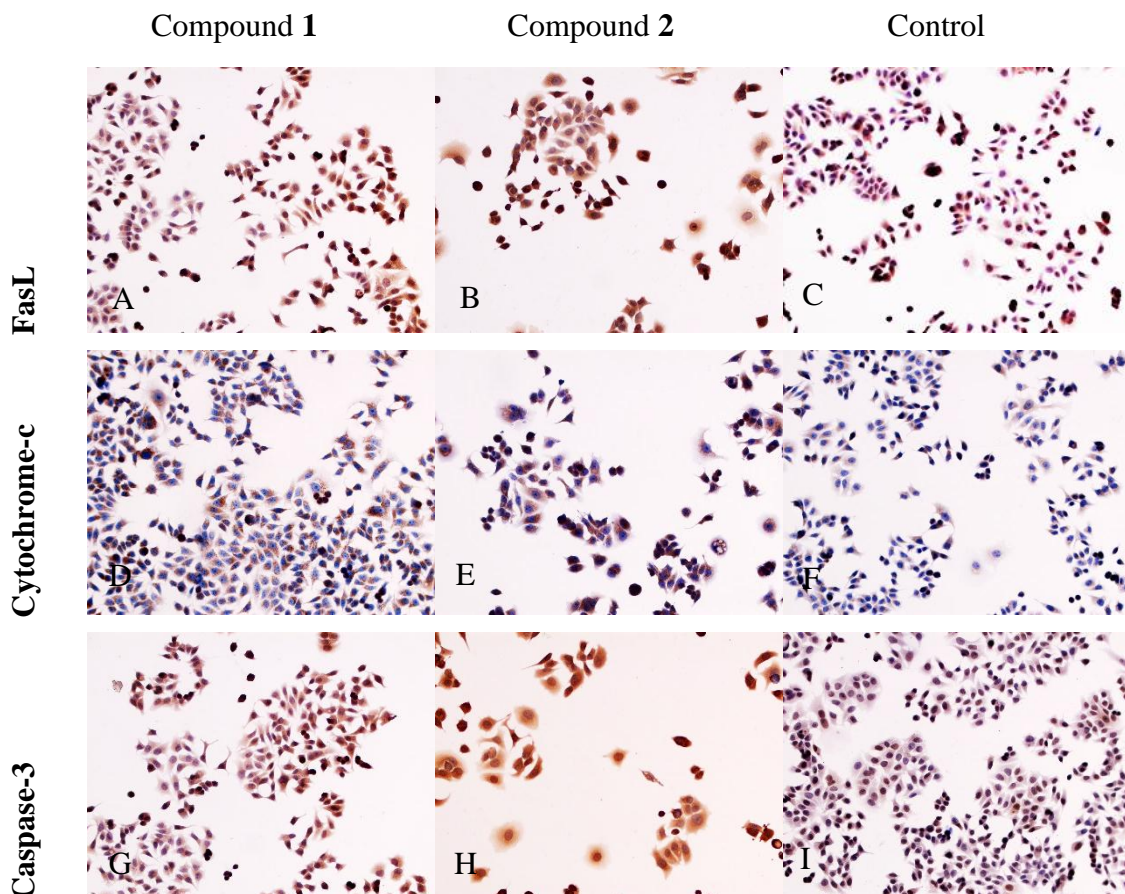 Compound 1 Compound 2 Control
FasL
A B C
Cytochrome-c
D E F
Caspase-3
G H I